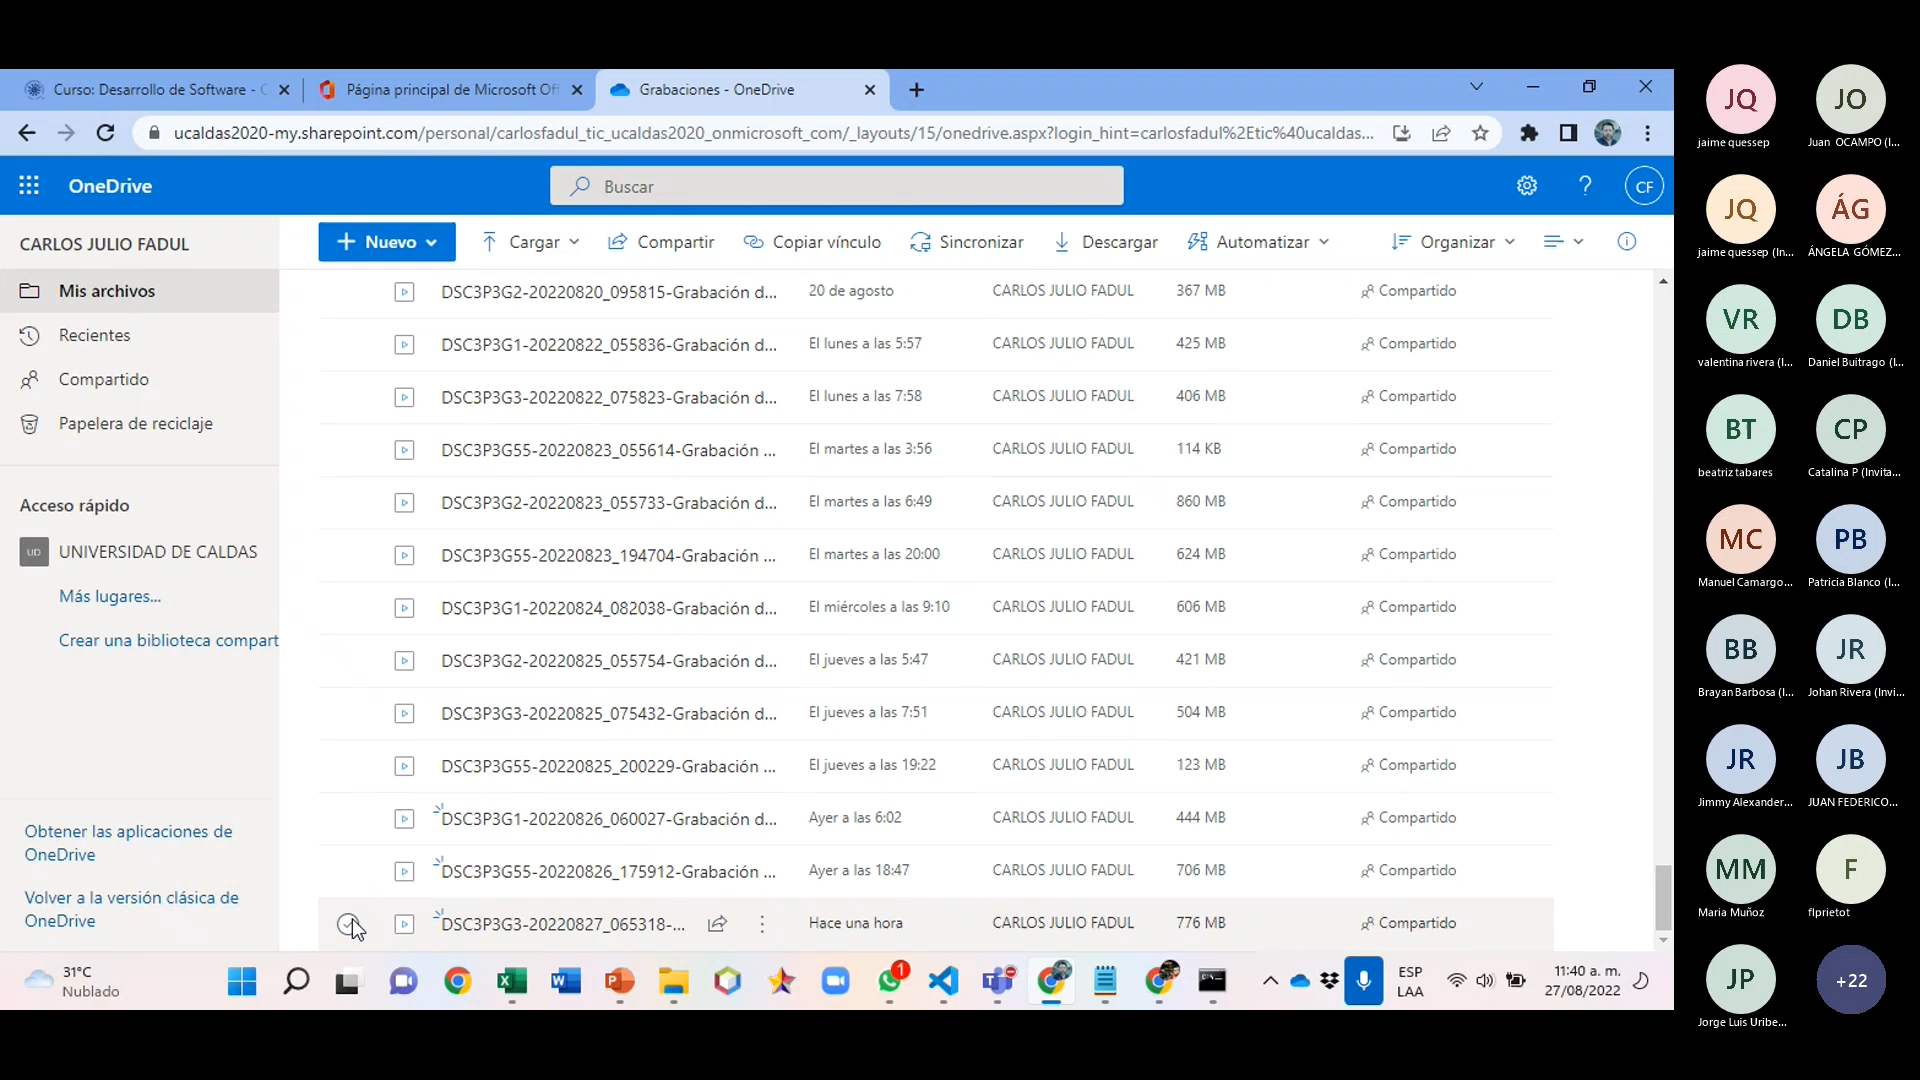 Curso: Desarrollo de Software - C
Página principal de Microsoft Of
Grabaciones - OneDrive
ucaldas2020-my.sharepoint.com/personal/carlosfadul_tic_ucaldas2020_onmicrosoft_com/_layouts/15/onedrive.aspx?login_hint=carlosfadul%2Etic%40ucaldas...
OneDrive
Buscar
CF
CARLOS JULIO FADUL
Mis archivos
Recientes
Compartido
Papelera de reciclaje
Acceso rápido
UD UNIVERSIDAD DE CALDAS
Más lugares...
Crear una biblioteca compart
Obtener las aplicaciones de
OneDrive
Volver a la versión clásica de
OneDrive
Nuevo Cargar Compartir Copiar vínculo Sincronizar Descargar Automatizar Organizar
DSC3P3G2-20220820_095815-Grabación d... 20 de agosto CARLOS JULIO FADUL 367 MB Compartido
DSC3P3G1-20220822_055836-Grabación d... El lunes a las 5:57 CARLOS JULIO FADUL 425 MB Compartido
DSC3P3G3-20220822_075823-Grabación d... El lunes a las 7:58 CARLOS JULIO FADUL 406 MB Compartido
DSC3P3G55-20220823_055614-Grabación ... El martes a las 3:56 CARLOS JULIO FADUL 114 KB Compartido
DSC3P3G2-20220823_055733-Grabación d... El martes a las 6:49 CARLOS JULIO FADUL 860 MB Compartido
DSC3P3G55-20220823_194704-Grabación ... El martes a las 20:00 CARLOS JULIO FADUL 624 MB Compartido
DSC3P3G1-20220824_082038-Grabación d... El miércoles a las 9:10 CARLOS JULIO FADUL 606 MB Compartido
DSC3P3G2-20220825_055754-Grabación d... El jueves a las 5:47 CARLOS JULIO FADUL 421 MB Compartido
DSC3P3G3-20220825_075432-Grabación d... El jueves a las 7:51 CARLOS JULIO FADUL 504 MB Compartido
DSC3P3G55-20220825_200229-Grabación ... El jueves a las 19:22 CARLOS JULIO FADUL 123 MB Compartido
DSC3P3G1-20220826_060027-Grabación d... Ayer a las 6:02 CARLOS JULIO FADUL 444 MB Compartido
DSC3P3G55-20220826_175912-Grabación ... Ayer a las 18:47 CARLOS JULIO FADUL 706 MB Compartido
DSC3P3G3-20220827_065318-... Hace una hora CARLOS JULIO FADUL 776 MB Compartido
31°C
Nublado
1
ESP
LAA
11:40 a. m.
27/08/2022
JQ JO
jaime quessep Juan OCAMPO (I...
JQ ÁG
jaime quessep (In... ÁNGELA GÓMEZ...
VR DB
valentina rivera (I... Daniel Buitrago (I...
BT CP
beatriz tabares Catalina P (Invita...
MC PB
Manuel Camargo... Patricia Blanco (I...
BB JR
Brayan Barbosa (I... Johan Rivera (Invi...
JR JB
Jimmy Alexander... JUAN FEDERICO...
MM F
Maria Muñoz flprietot
JP +22
Jorge Luis Uribe...